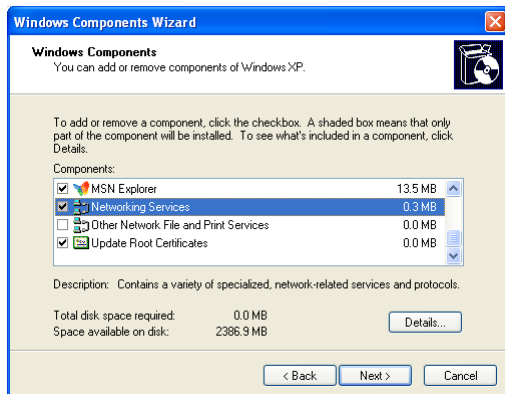 Windows Components Wizard
Windows Components
You can add or remove components of Windows XP.
To add or remove a component, click the checkbox. A shaded box means that only
part of the component will be installed. To see what's included in a component, click
Details.
Components:
MSN Explorer 13.5 MB
Networking Services 0.3 MB
Other Network File and Print Services 0.0 MB
Update Root Certificates 0.0 MB
Description: Contains a variety of specialized, network-related services and protocols.
Total disk space required: 0.0 MB
Space available on disk: 2386.9 MB
Details...
< Back Next > Cancel